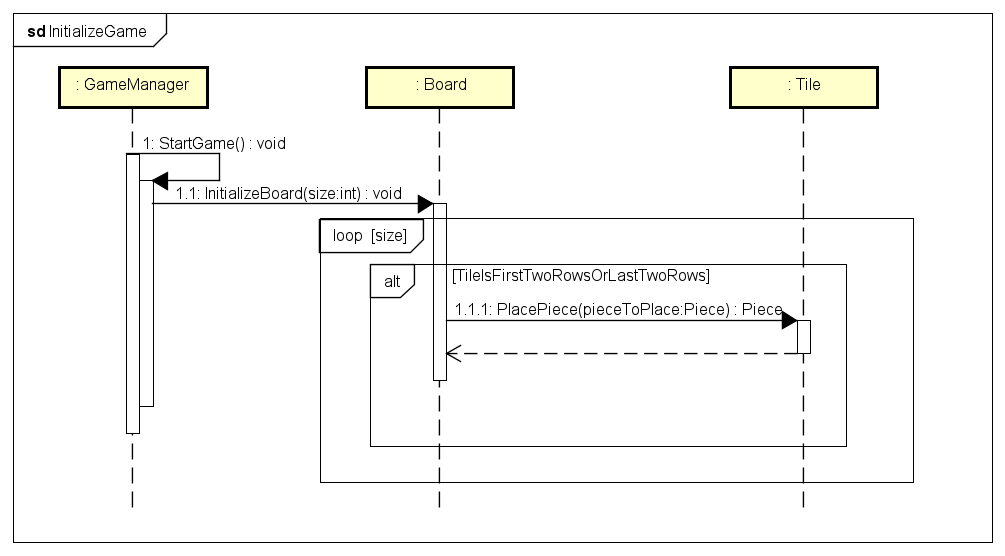 sd InitializeGame
: GameManager
: Board
: Tile
1: StartGame() : void
1.1: InitializeBoard(size:int) : void
loop [size]
alt
[TileIsFirstTwoRowsOrLastTwoRows]
1.1.1: PlacePiece(pieceToPlace:Piece) : Piece